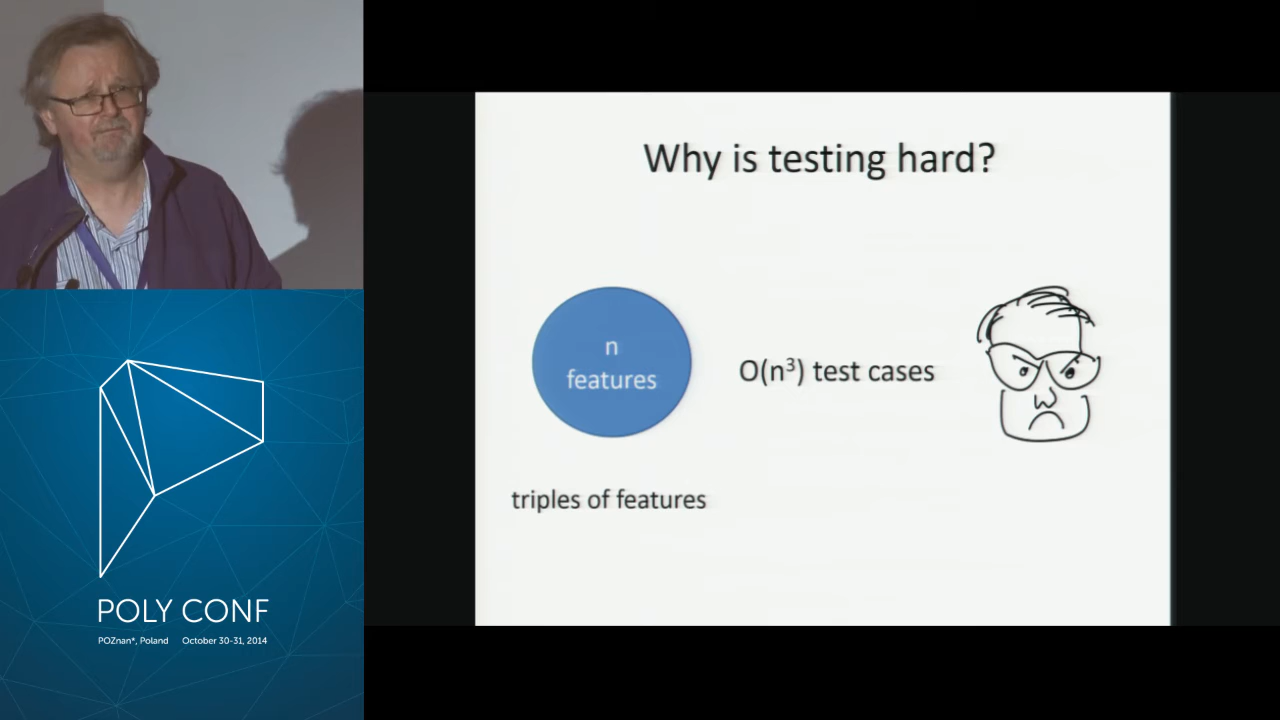 Why is testing hard?
n
features
O(n³) test cases
triples of features
POLY CONF
POZnan*, Poland October 30-31, 2014